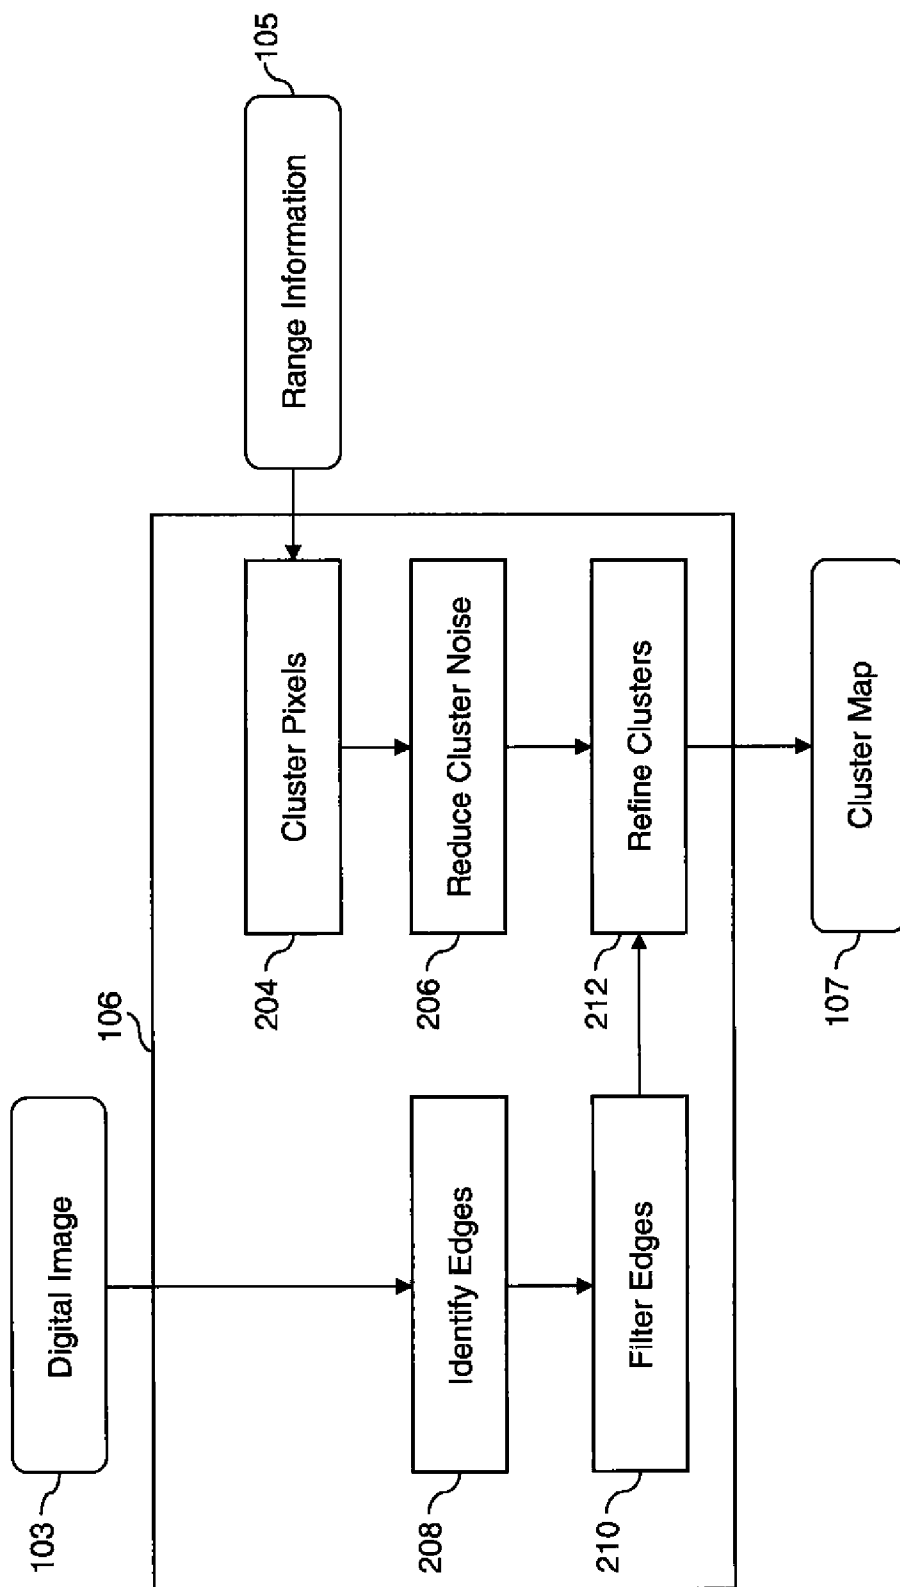 103
Digital Image
106
105
Range Information
204
Cluster Pixels
208
Identify Edges
206
Reduce Cluster Noise
210
Filter Edges
212
Refine Clusters
107
Cluster Map